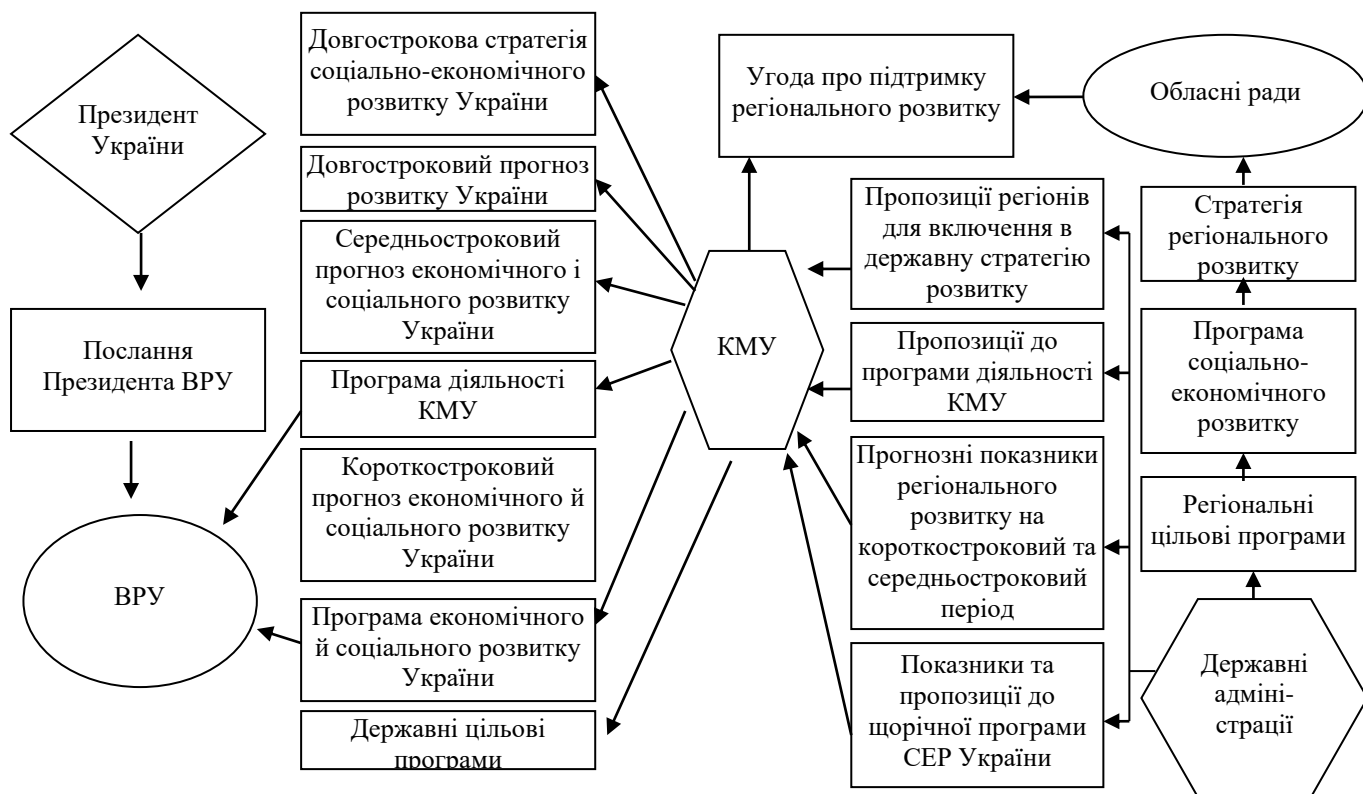 Президент
України
Послання
Президента ВРУ
ВРУ
Довгострокова стратегія
соціально-економічного
розвитку України
Довгостроковий прогноз
розвитку України
Середньостроковий
прогноз економічного і
соціального розвитку
України
Програма діяльності
КМУ
Короткостроковий
прогноз економічного й
соціального розвитку
України
Програма економічного
й соціального розвитку
України
Державні цільові
програми
КМУ
Угода про підтримку
регіонального розвитку
Пропозиції регіонів
для включення в
державну стратегію
розвитку
Пропозиції до
програми діяльності
КМУ
Прогнозні показники
регіонального
розвитку на
короткостроковий та
середньостроковий
період
Показники та
пропозиції до
щорічної програми
СЕР України
Обласні ради
Стратегія
регіонального
розвитку
Програма
соціально-
економічного
розвитку
Регіональні
цільові програми
Державні
адміні-
страції